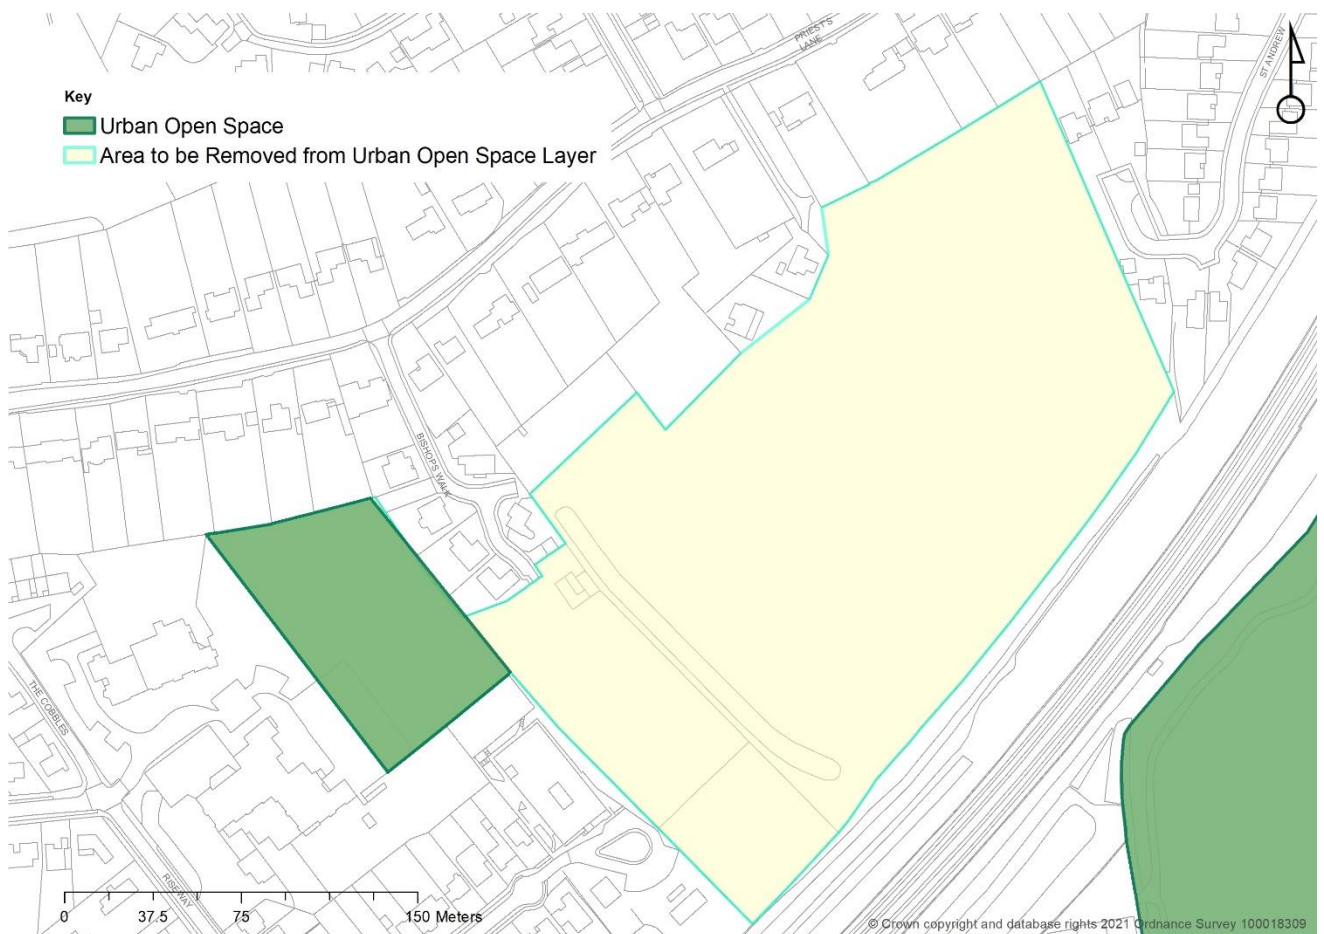 PRIEST'S
LANE
ST ANDREW
Key
Urban Open Space
Area to be Removed from Urban Open Space Layer
BISHOPS WALK
THE COBBLES
RISEWAY
0 37.5 75 150 Meters
© Crown copyright and database rights 2021 Ordnance Survey 100018309